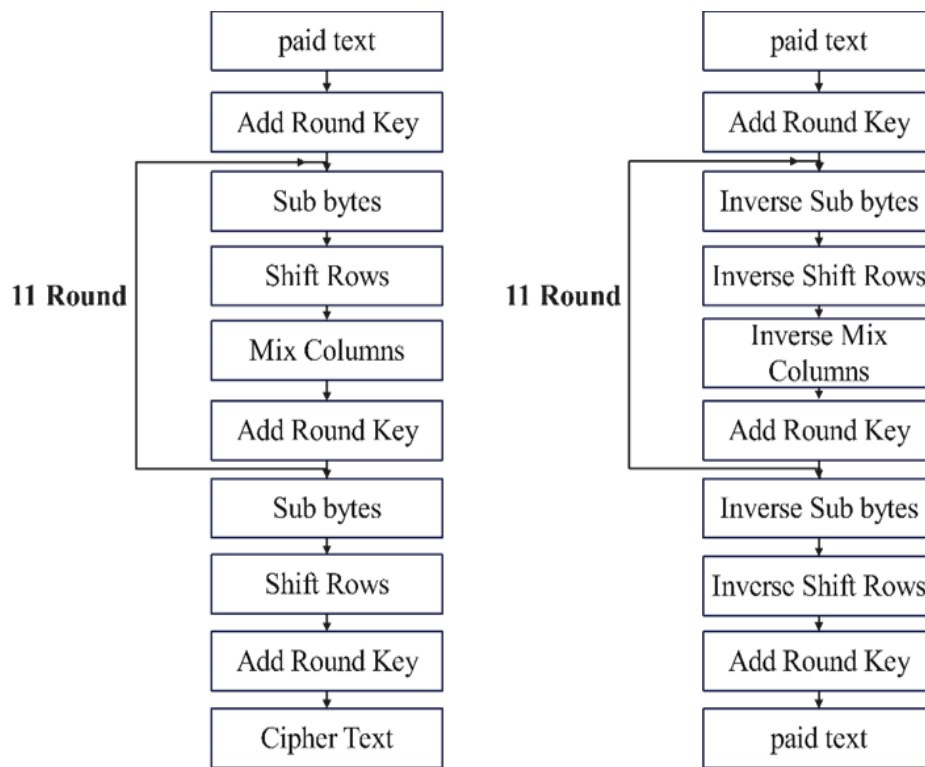 paid text
Add Round Key
Sub bytes
Shift Rows
11 Round
Mix Columns
Add Round Key
Sub bytes
Shift Rows
Add Round Key
Cipher Text
paid text
Add Round Key
Inverse Sub bytes
Inverse Shift Rows
11 Round
Inverse Mix
Columns
Add Round Key
Inverse Sub bytes
Inverse Shift Rows
Add Round Key
paid text